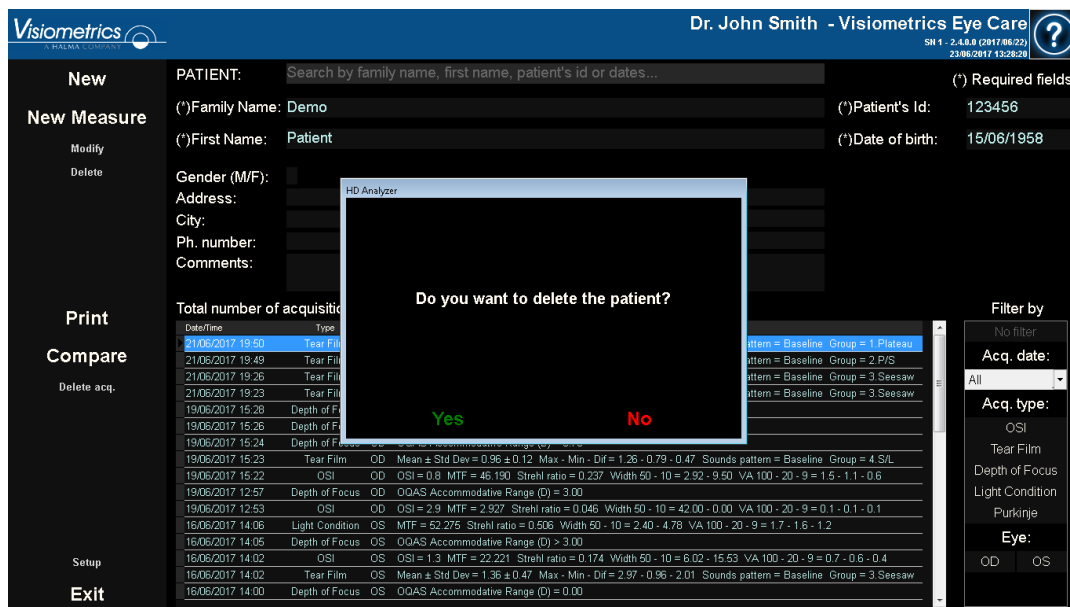 Visiometrics
A HALMA COMPANY
Dr. John Smith - Visiometrics Eye Care
SN 1 - 2.4.0.0 (2017/06/22)
23/06/2017 13:28:20
?
New
New Measure
Modify
Delete
Print
Compare
Delete acq.
Setup
Exit
PATIENT: Search by family name, first name, patient's id or dates...
(*) Required fields
(*)Family Name: Demo (*)Patient's Id: 123456
(*)First Name: Patient (*)Date of birth: 15/06/1958
Gender (M/F):
Address:
City:
Ph. number:
Comments:
HD Analyzer
Do you want to delete the patient?
Yes No
Total number of
Date/Time Type
21/06/2017 19:50 Tear = Baseline Group = 1.Plateau
21/06/2017 19:49 Tear = Baseline Group = 2.P/S
21/06/2017 19:26 Tear = Baseline Group = 3.Seesaw
21/06/2017 19:23 Tear = Baseline Group = 3.Seesaw
19/06/2017 15:28 Depth of
19/06/2017 15:26 Depth of
19/06/2017 15:24 Depth of
19/06/2017 15:23 Tear Film OD Mean ± Std Dev = 0.96 ± 0.12 Max - Min - Dif = 1.26 - 0.79 - 0.47 Sounds pattern = Baseline Group = 4.S/L
19/06/2017 15:22 OSI OD OSI = 0.8 MTF = 46.190 Strehl ratio = 0.237 Width 50 - 10 = 2.92 - 9.50 VA 100 - 20 - 9 = 1.5 - 1.1 - 0.6
19/06/2017 12:57 Depth of Focus OD OQAS Accommodative Range (D) = 3.00
19/06/2017 12:53 OSI OD OSI = 2.9 MTF = 2.927 Strehl ratio = 0.046 Width 50 - 10 = 42.00 - 0.00 VA 100 - 20 - 9 = 0.1 - 0.1 - 0.1
16/06/2017 14:06 Light Condition OS MTF = 52.275 Strehl ratio = 0.506 Width 50 - 10 = 2.40 - 4.78 VA 100 - 20 - 9 = 1.7 - 1.6 - 1.2
16/06/2017 14:05 Depth of Focus OS OQAS Accommodative Range (D) > 3.00
16/06/2017 14:02 OSI OS OSI = 1.3 MTF = 22.221 Strehl ratio = 0.174 Width 50 - 10 = 6.02 - 15.53 VA 100 - 20 - 9 = 0.7 - 0.6 - 0.4
16/06/2017 14:02 Tear Film OS Mean ± Std Dev = 1.36 ± 0.47 Max - Min - Dif = 2.97 - 0.96 - 2.01 Sounds pattern = Baseline Group = 3.Seesaw
16/06/2017 14:00 Depth of Focus OS OQAS Accommodative Range (D) = 0.00
Filter by
No filter
Acq. date:
All
Acq. type:
OSI
Tear Film
Depth of Focus
Light Condition
Purkinje
Eye:
OD OS